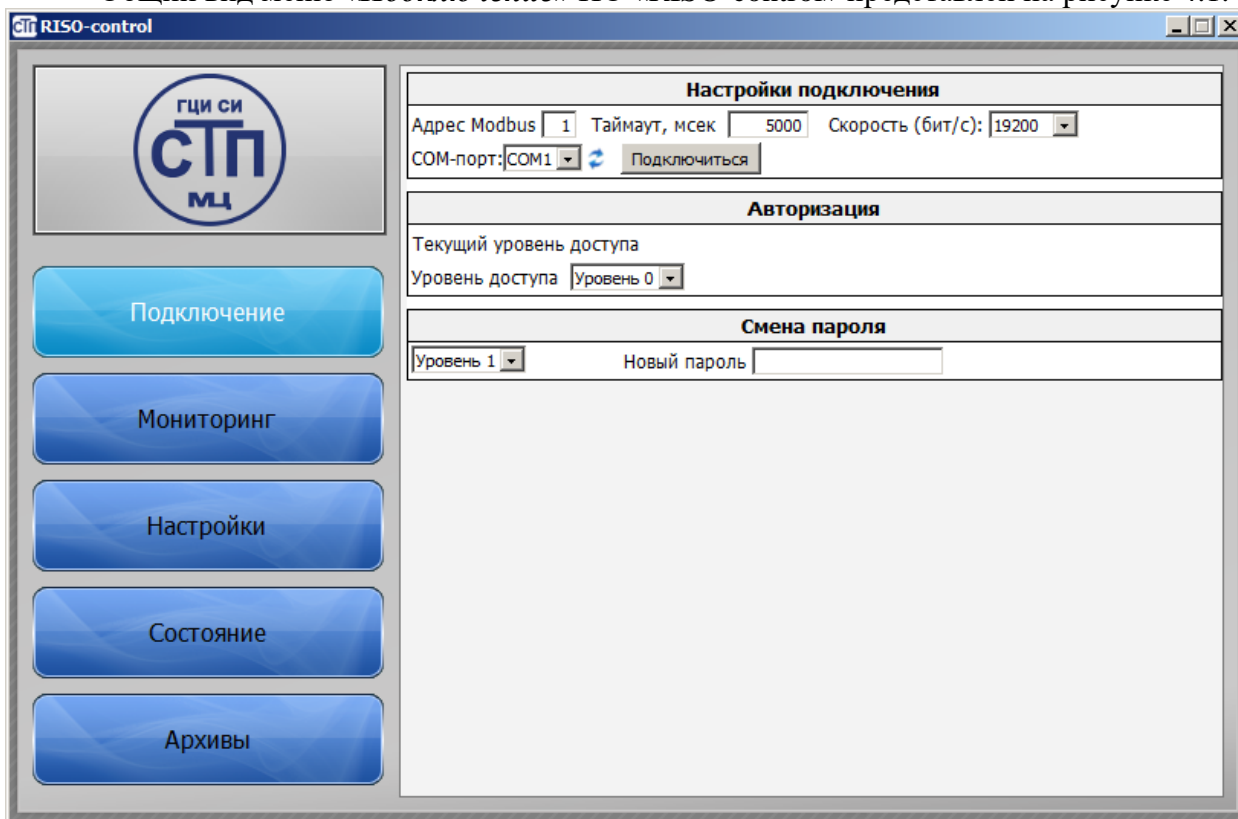 RISO-control
ГЦИ СИ
СТП
МЦ
Подключение
Мониторинг
Настройки
Состояние
Архивы
Настройки подключения
Адрес Modbus 1 Таймаут, мсек 5000 Скорость (бит/с): 19200
COM-порт: COM1 Подключиться
Авторизация
Текущий уровень доступа
Уровень доступа Уровень 0
Смена пароля
Уровень 1 Новый пароль